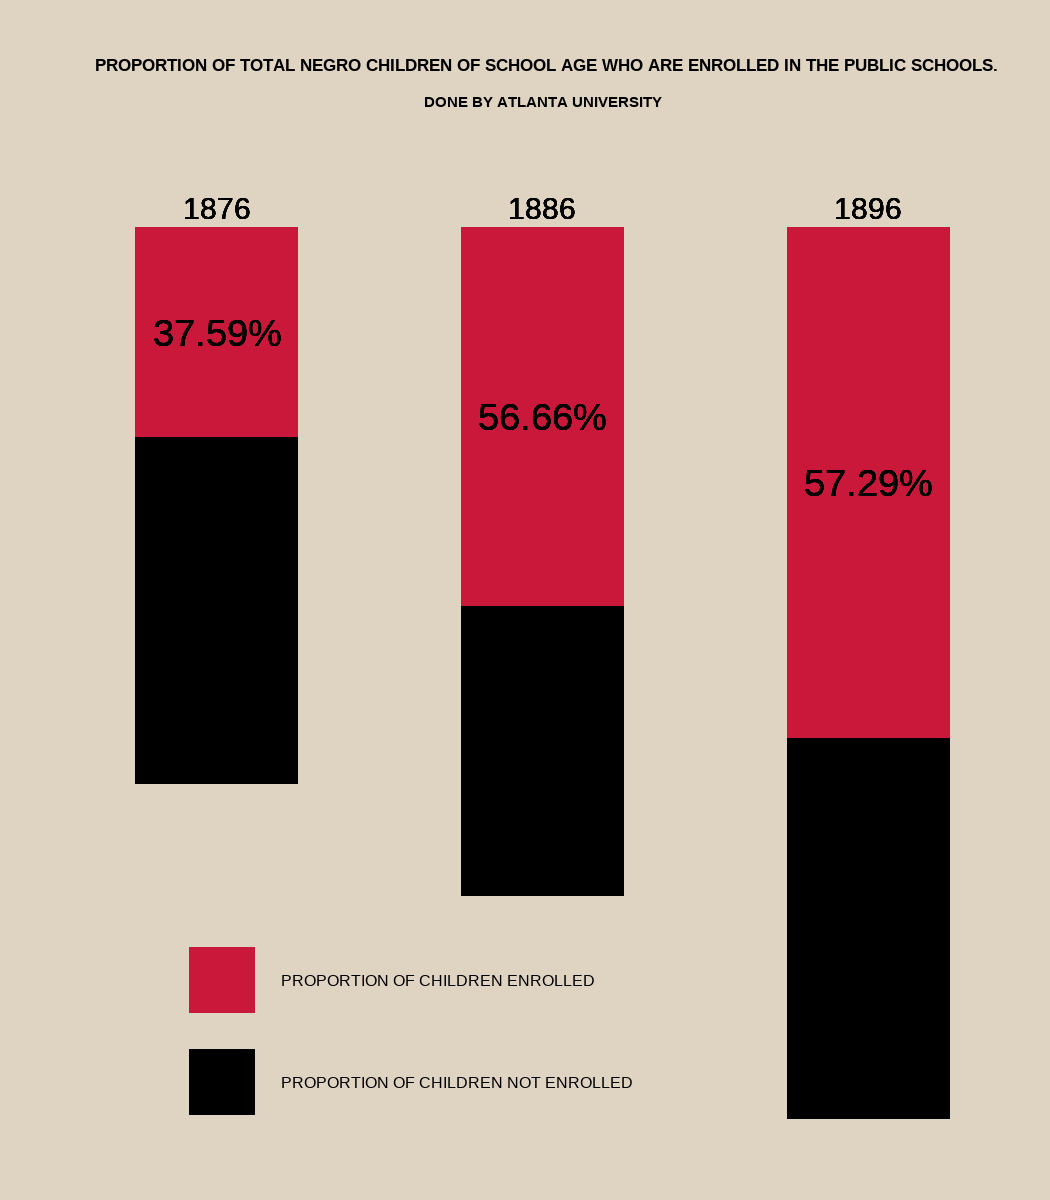 PROPORTION OF TOTAL NEGRO CHILDREN OF SCHOOL AGE WHO ARE ENROLLED IN THE PUBLIC SCHOOLS.
DONE BY ATLANTA UNIVERSITY
1876
1886
1896
37.59%
56.66%
57.29%
PROPORTION OF CHILDREN ENROLLED
PROPORTION OF CHILDREN NOT ENROLLED